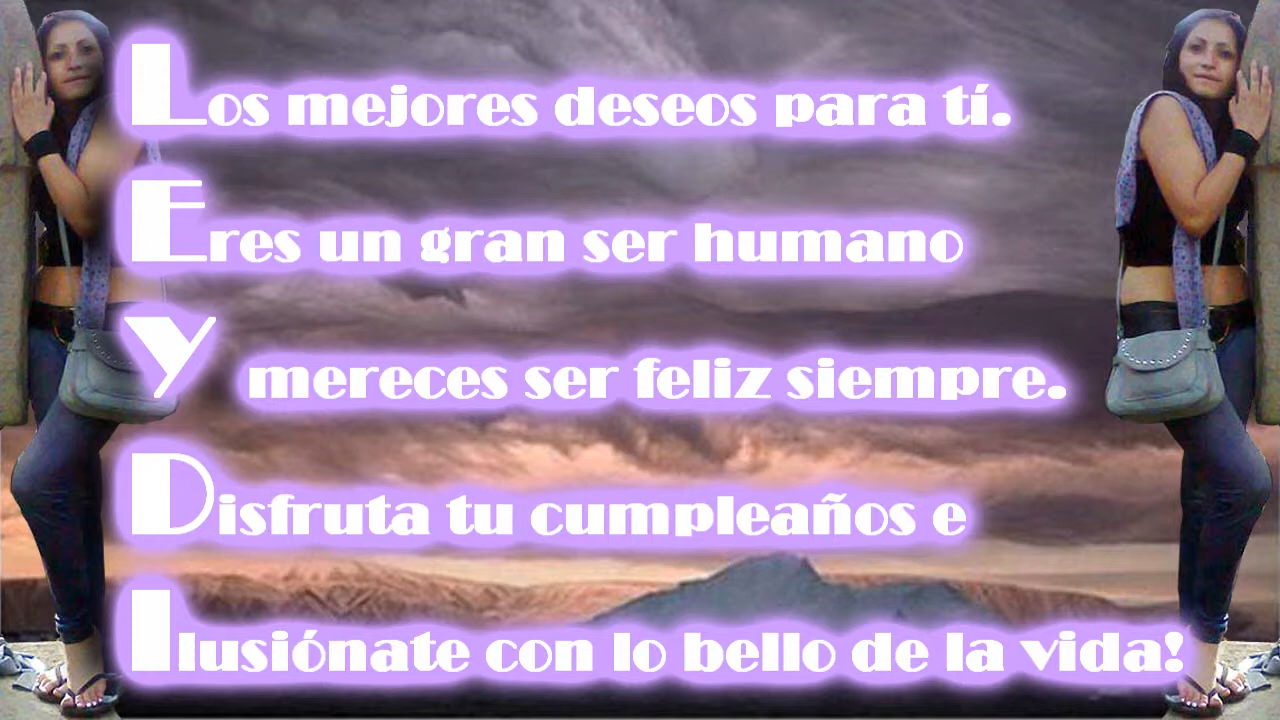 Los mejores deseos para tí.
Eres un gran ser humano
Y mereces ser feliz siempre.
Disfruta tu cumpleaños e
Ilusiónate con lo bello de la vida!